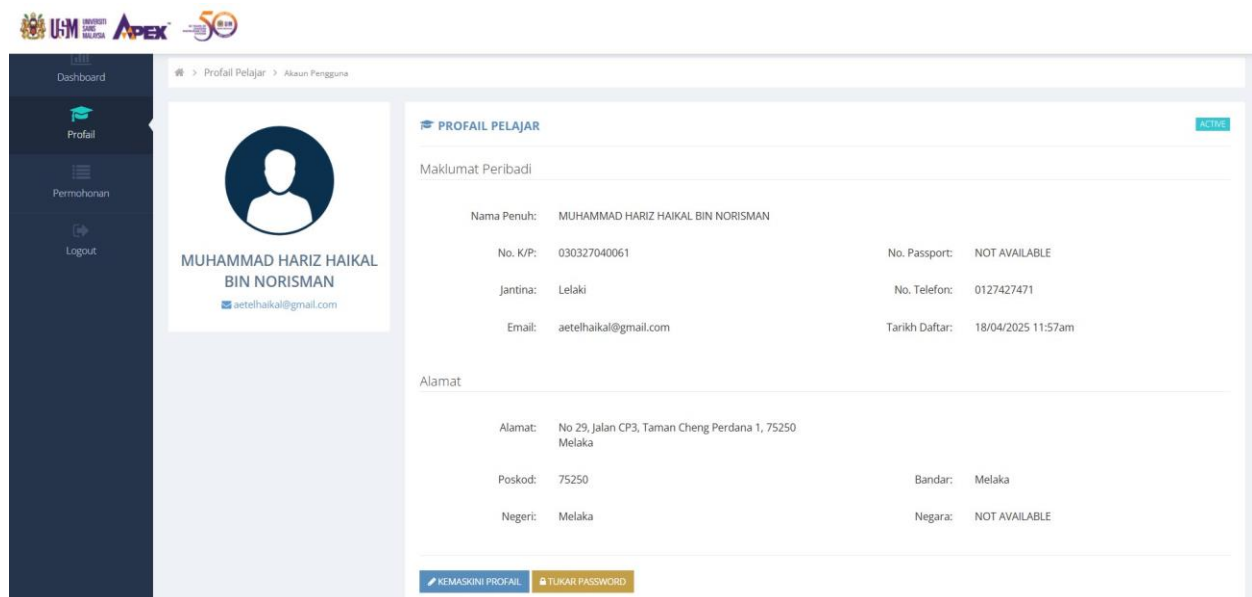 USM UNIVERSITI SAINS MALAYSIA APEX 50
Dashboard
Profail
Permohonan
Logout
> Profail Pelajar > Akaun Pengguna
MUHAMMAD HARIZ HAIKAL
BIN NORISMAN
aetelhaikal@gmail.com
PROFAIL PELAJAR ACTIVE
Maklumat Peribadi
Nama Penuh: MUHAMMAD HARIZ HAIKAL BIN NORISMAN
No. K/P: 030327040061 No. Passport: NOT AVAILABLE
Jantina: Lelaki No. Telefon: 0127427471
Email: aetelhaikal@gmail.com Tarikh Daftar: 18/04/2025 11:57am
Alamat
Alamat: No 29, Jalan CP3, Taman Cheng Perdana 1, 75250
Melaka
Poskod: 75250 Bandar: Melaka
Negeri: Melaka Negara: NOT AVAILABLE
KEMASKINI PROFAIL TUKAR PASSWORD